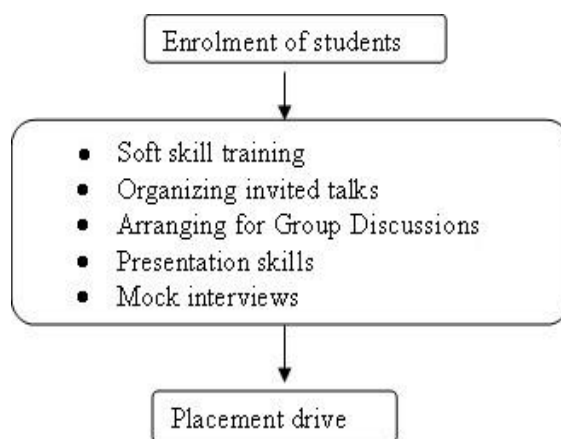 Enrolment of students
● Soft skill training
● Organizing invited talks
● Arranging for Group Discussions
● Presentation skills
● Mock interviews
Placement drive